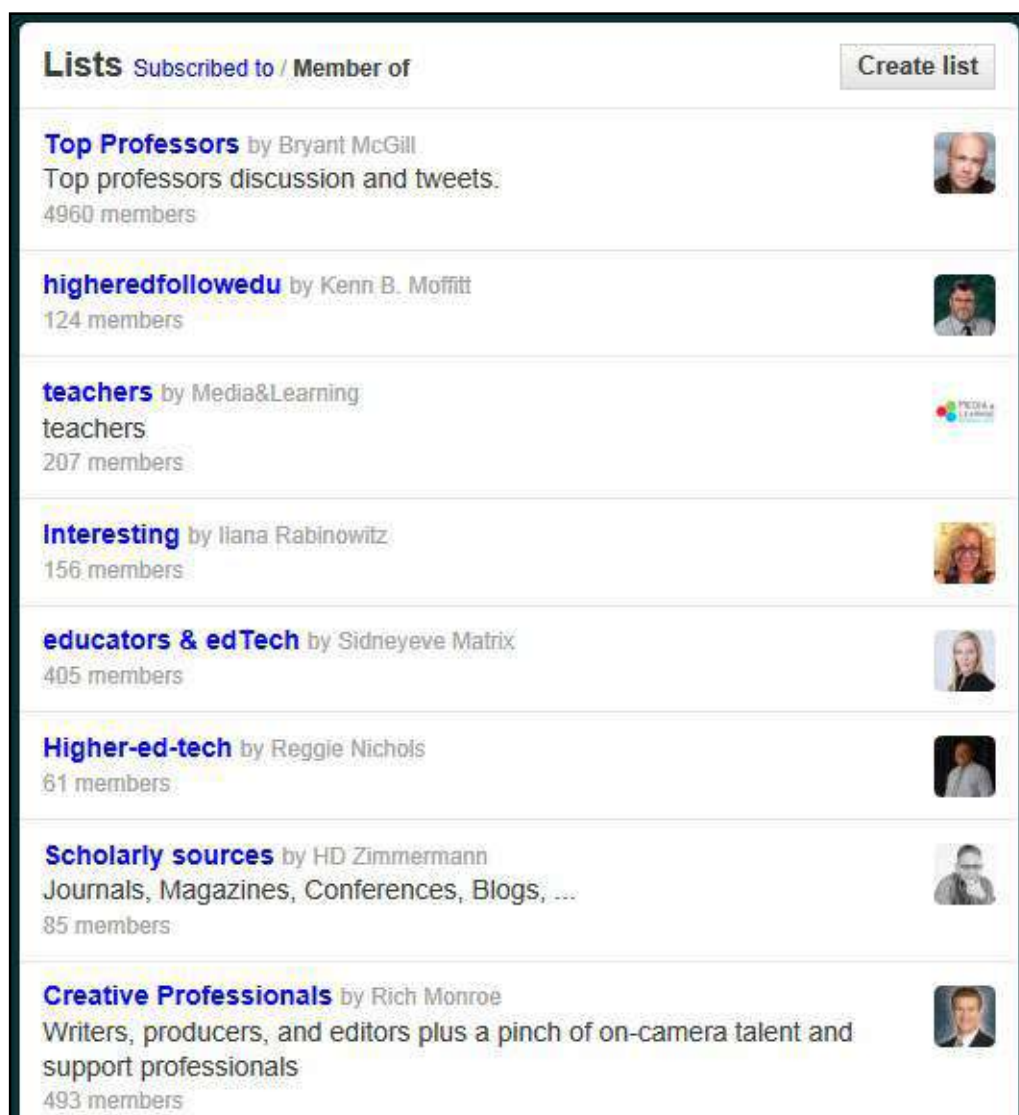 Lists Subscribed to / Member of
Create list
Top Professors by Bryant McGill
Top professors discussion and tweets.
4960 members
higheredfollowedu by Kenn B. Moffitt
124 members
teachers by Media&Learning
MEDIA &
LEARNING
teachers
207 members
Interesting by Ilana Rabinowitz
156 members
educators & edTech by Sidneyeve Matrix
405 members
Higher-ed-tech by Reggie Nichols
61 members
Scholarly sources by HD Zimmermann
Journals, Magazines, Conferences, Blogs, ...
85 members
Creative Professionals by Rich Monroe
Writers, producers, and editors plus a pinch of on-camera talent and
support professionals
493 members